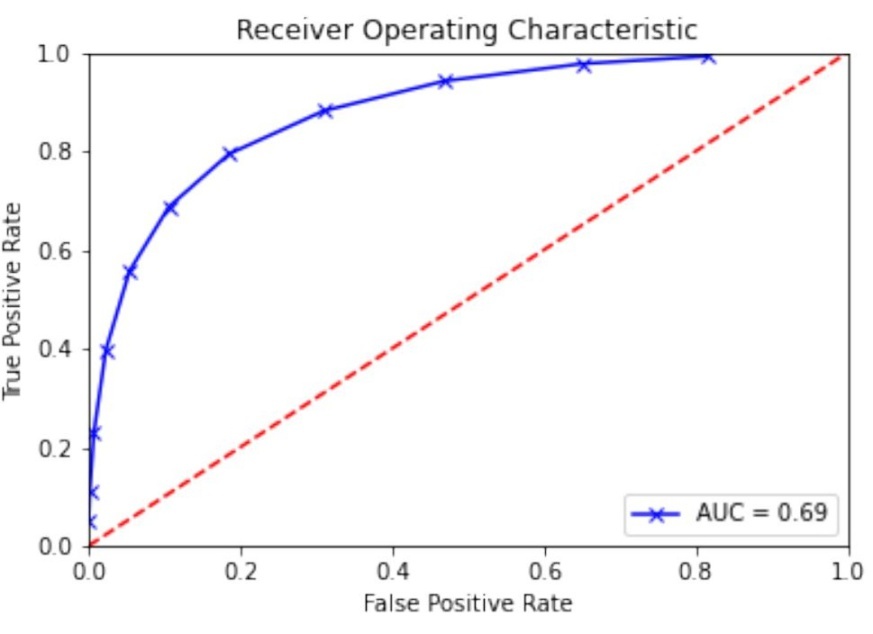 Receiver Operating Characteristic
1.0
0.8
0.6
0.4
0.2
0.0
True Positive Rate
AUC = 0.69
0.0 0.2 0.4 0.6 0.8 1.0
False Positive Rate